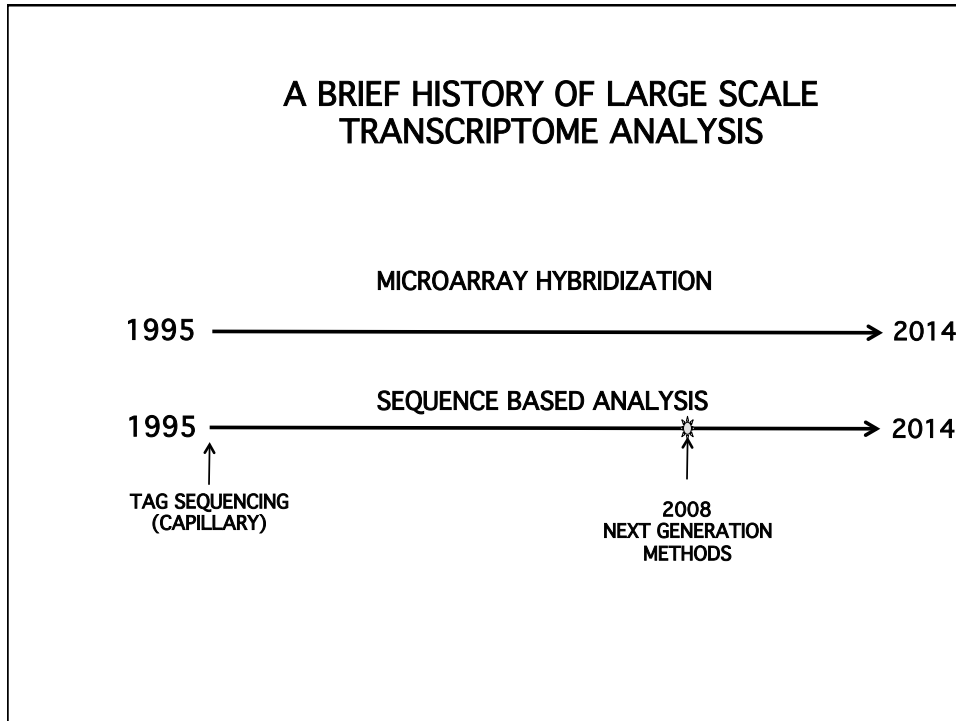 A BRIEF HISTORY OF LARGE SCALE
TRANSCRIPTOME ANALYSIS
MICROARRAY HYBRIDIZATION
1995
2014
SEQUENCE BASED ANALYSIS
1995
2014
TAG SEQUENCING
(CAPILLARY)
2008
NEXT GENERATION
METHODS